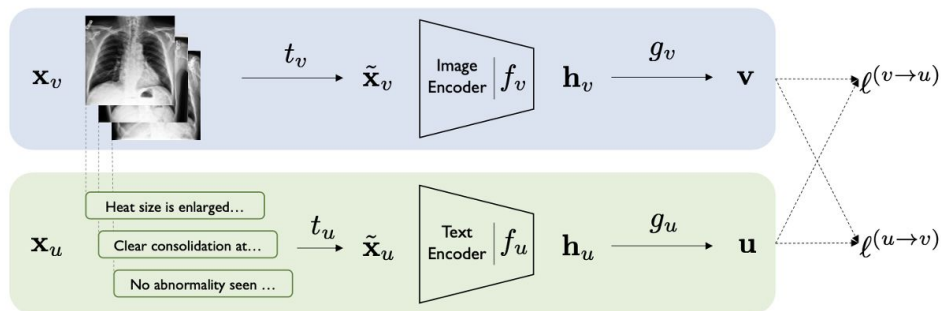 x_v
t_v
x̃_v
Image
Encoder
f_v
h_v
g_v
v
ℓ^(v→u)
x_u
Heat size is enlarged…
Clear consolidation at…
No abnormality seen …
t_u
x̃_u
Text
Encoder
f_u
h_u
g_u
u
ℓ^(u→v)